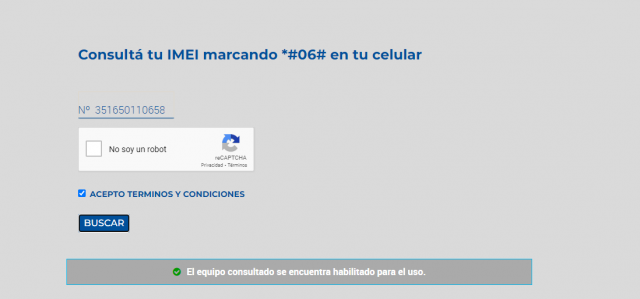 Consultá tu IMEI marcando *#06# en tu celular
Nº 351650110658
No soy un robot
reCAPTCHA
Privacidad - Términos
ACEPTO TERMINOS Y CONDICIONES
BUSCAR
El equipo consultado se encuentra habilitado para el uso.